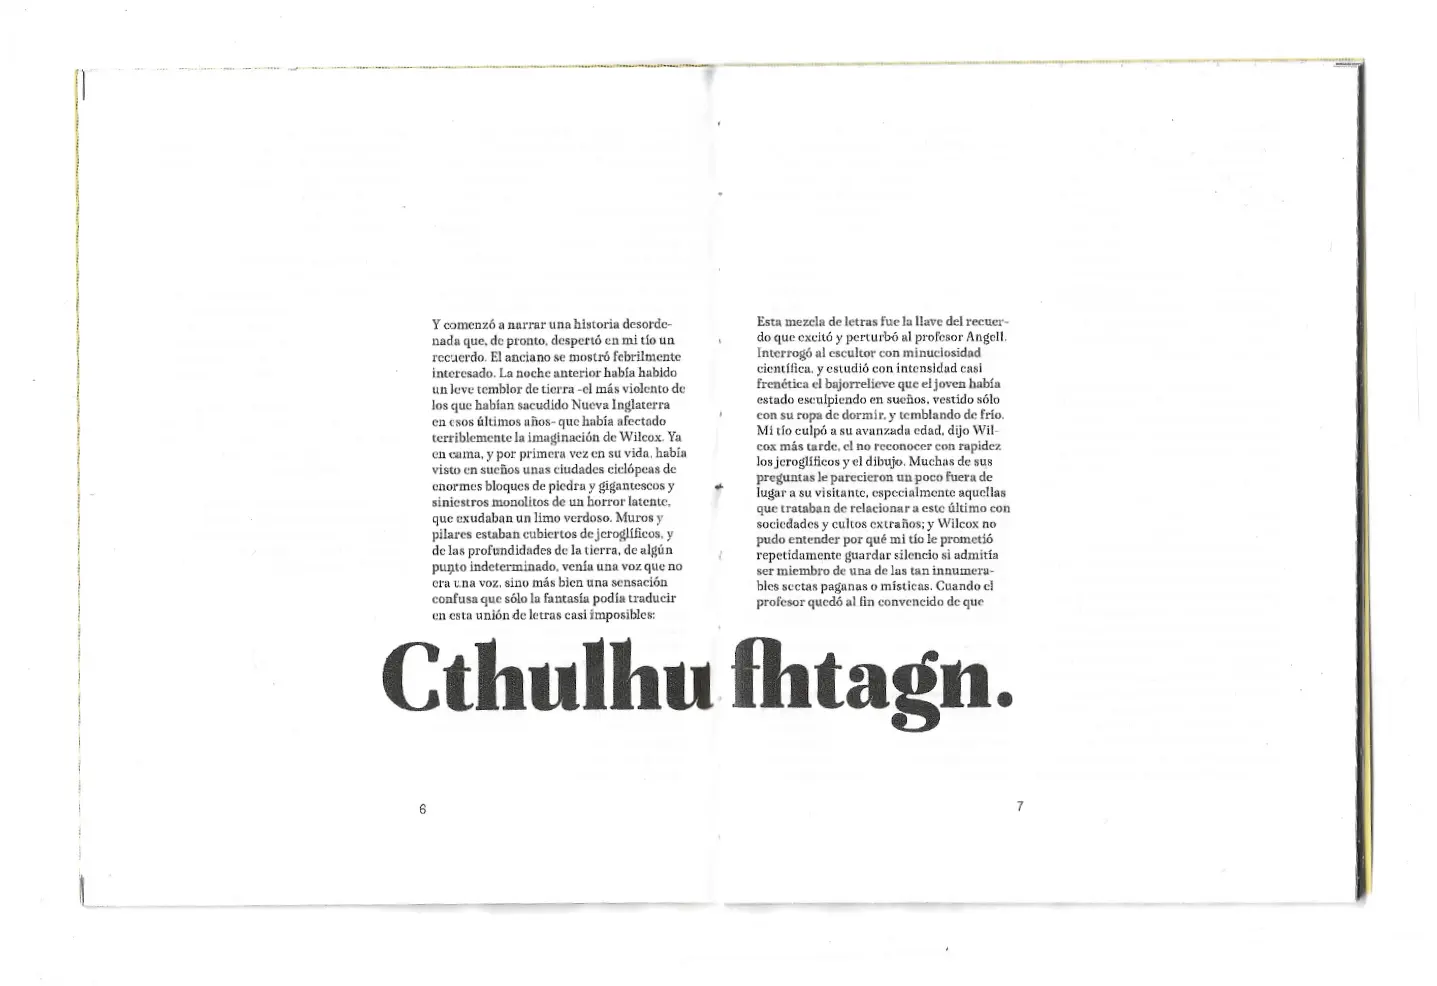 Y comenzó a narrar una historia desorde-
nada que, de pronto, despertó en mi tío un
recuerdo. El anciano se mostró febrilmente
interesado. La noche anterior había habido
un leve temblor de tierra -el más violento de
los que habían sacudido Nueva Inglaterra
en esos últimos años- que había afectado
terriblemente la imaginación de Wilcox. Ya
en cama, y por primera vez en su vida, había
visto en sueños unas ciudades ciclópeas de
enormes bloques de piedra y gigantescos y
siniestros monolitos de un horror latente,
que exudaban un limo verdoso. Muros y
pilares estaban cubiertos de jeroglíficos, y
de las profundidades de la tierra, de algún
punto indeterminado, venía una voz que no
era una voz, sino más bien una sensación
confusa que sólo la fantasía podía traducir
en esta unión de letras casi imposibles:
Cthulhu fhtagn.
6
Esta mezcla de letras fue la llave del recuer-
do que excitó y perturbó al profesor Angell.
Interrogó al escultor con minuciosidad
científica, y estudió con intensidad casi
frenética el bajorrelieve que el joven había
estado esculpiendo en sueños, vestido sólo
con su ropa de dormir, y temblando de frío.
Mi tío culpó a su avanzada edad, dijo Wil-
cox más tarde, el no reconocer con rapidez
los jeroglíficos y el dibujo. Muchas de sus
preguntas le parecieron un poco fuera de
lugar a su visitante, especialmente aquellas
que trataban de relacionar a este último con
sociedades y cultos extraños; y Wilcox no
pudo entender por qué mi tío le prometió
repetidamente guardar silencio si admitía
ser miembro de una de las tan innumera-
bles sectas paganas o místicas. Cuando el
profesor quedó al fin convencido de que
7